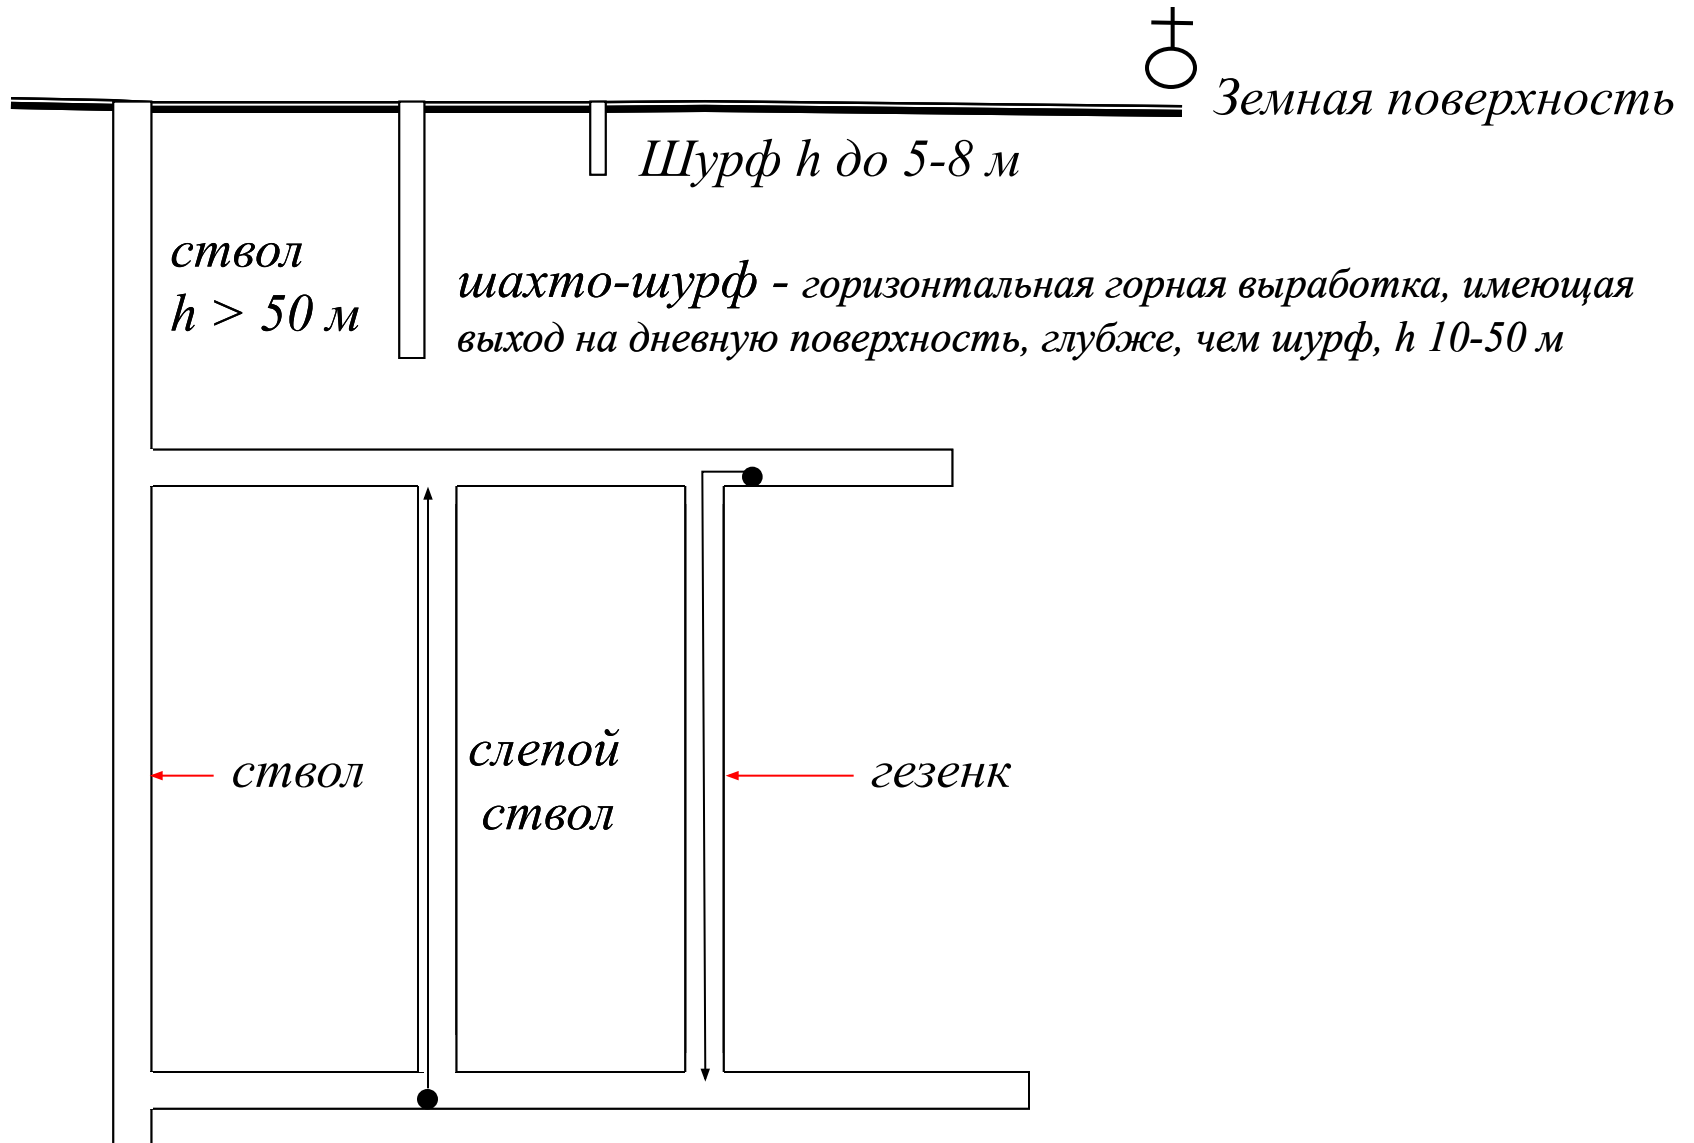 Земная поверхность
Шурф h до 5-8 м
ствол
h > 50 м
шахто-шурф - горизонтальная горная выработка, имеющая
выход на дневную поверхность, глубже, чем шурф, h 10-50 м
ствол
слепой
ствол
гезенк